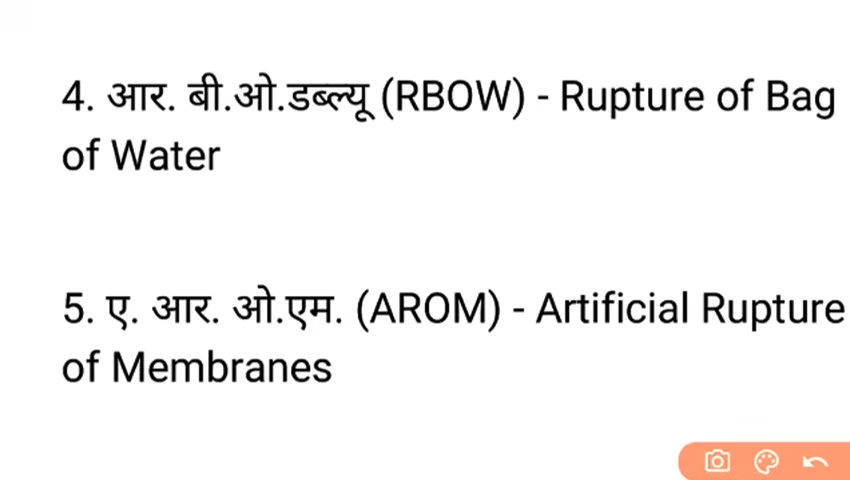 4. आर. बी.ओ.डब्ल्यू (RBOW) - Rupture of Bag
of Water
5. ए. आर. ओ.एम. (AROM) - Artificial Rupture
of Membranes